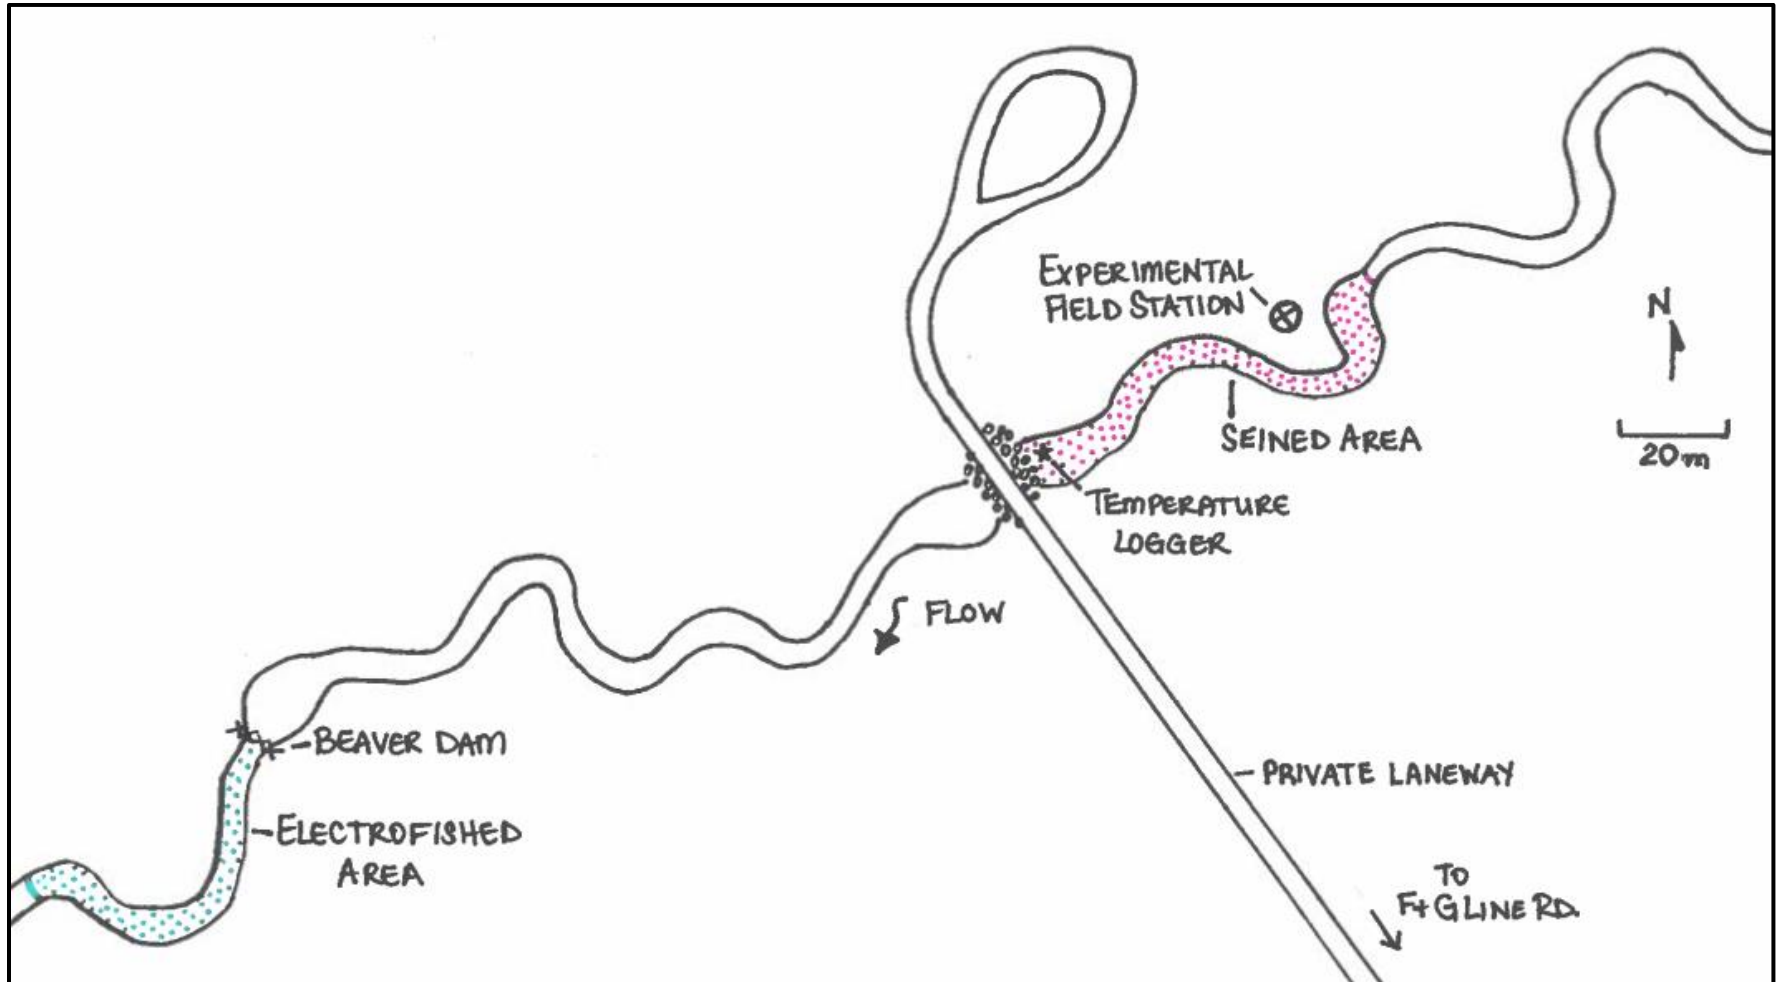 EXPERIMENTAL
FIELD STATION
N
20m
SEINED AREA
TEMPERATURE
LOGGER
FLOW
BEAVER DAM
PRIVATE LANEWAY
ELECTROFISHED
AREA
TO
F+G LINE RD.